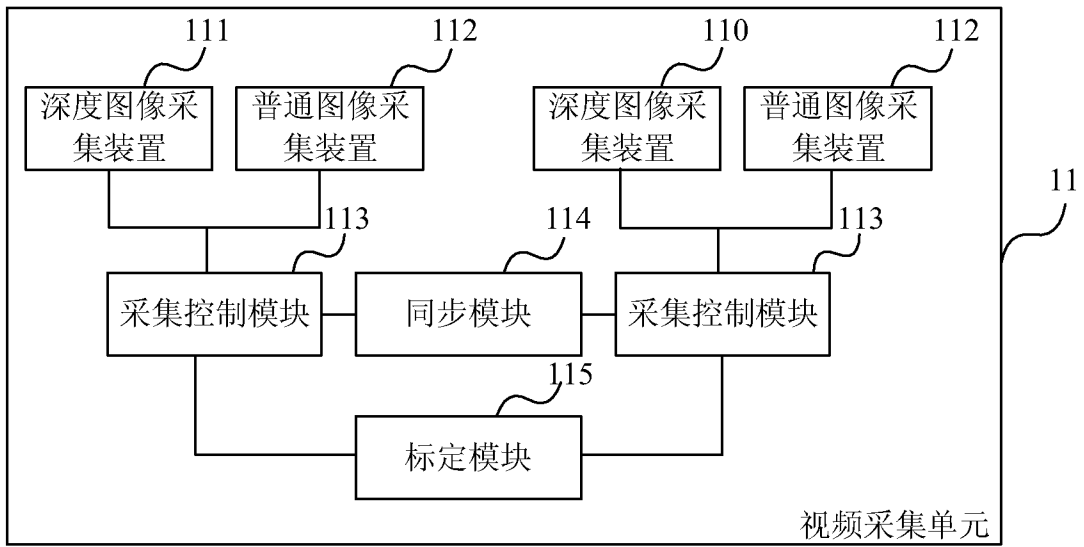 111
112
110
112
深度图像采
集装置
普通图像采
集装置
深度图像采
集装置
普通图像采
集装置
11
113
114
113
采集控制模块
同步模块
采集控制模块
115
标定模块
视频采集单元